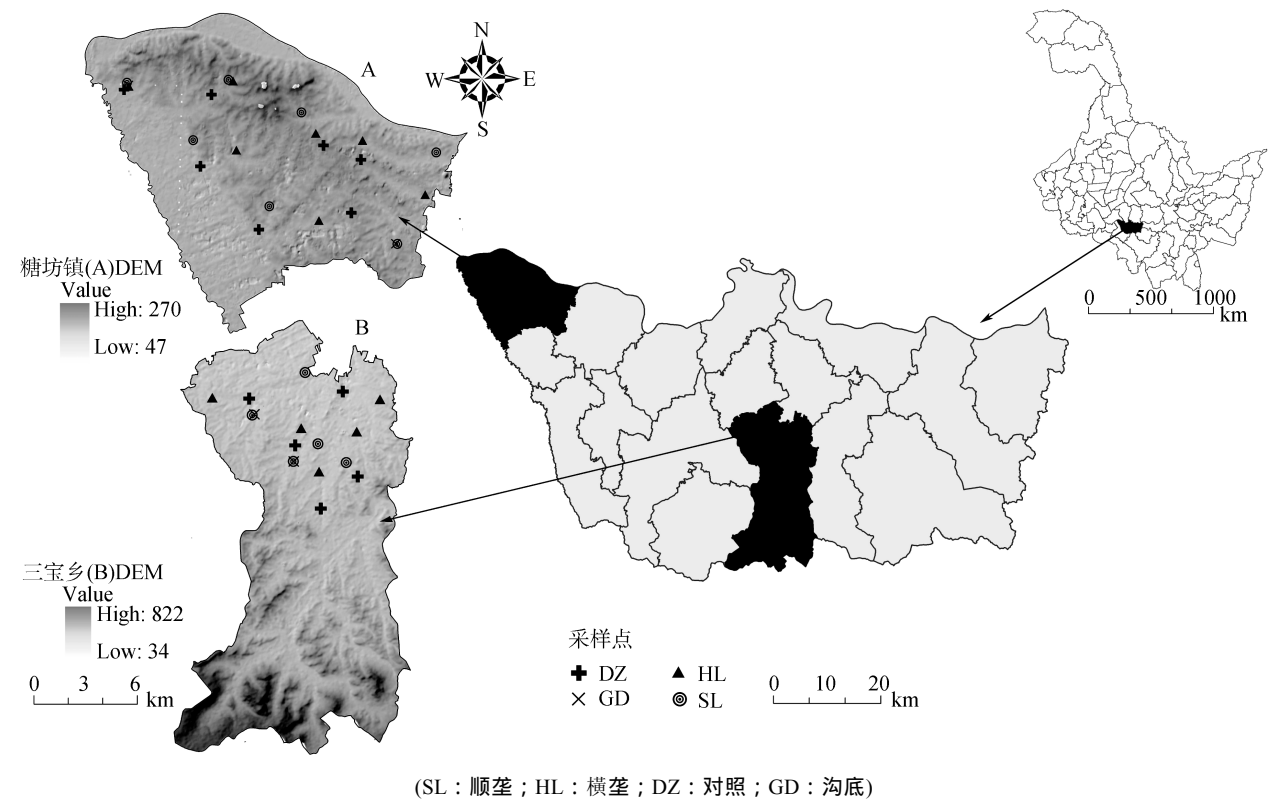 A
N
W E
S
糖坊镇(A)DEM
Value
High: 270
Low: 47
0 500 1000
km
B
三宝乡(B)DEM
Value
High: 822
Low: 34
0 3 6
km
采样点
DZ HL
GD SL
0 10 20
km
(SL：顺垄；HL：横垄；DZ：对照；GD：沟底)